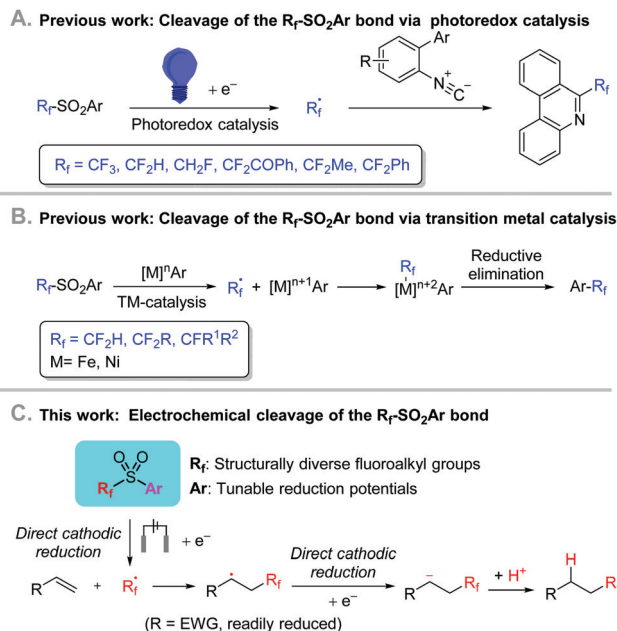 A. Previous work: Cleavage of the Rf-SO2Ar bond via photoredox catalysis
Rf-SO2Ar
+ e−
Photoredox catalysis
Rf•
R
Ar
N+≡C−
Rf
N
Rf = CF3, CF2H, CH2F, CF2COPh, CF2Me, CF2Ph
B. Previous work: Cleavage of the Rf-SO2Ar bond via transition metal catalysis
Rf-SO2Ar
[M]nAr
TM-catalysis
Rf• + [M]n+1Ar
Rf
[M]n+2Ar
Reductive
elimination
Ar-Rf
Rf = CF2H, CF2R, CFR1R2
M= Fe, Ni
C. This work: Electrochemical cleavage of the Rf-SO2Ar bond
O O
S
Rf Ar
Rf: Structurally diverse fluoroalkyl groups
Ar: Tunable reduction potentials
Direct cathodic
reduction
+ e−
R + Rf•
R • Rf
Direct cathodic
reduction
+ e−
R − Rf
+ H+
H
R R
(R = EWG, readily reduced)